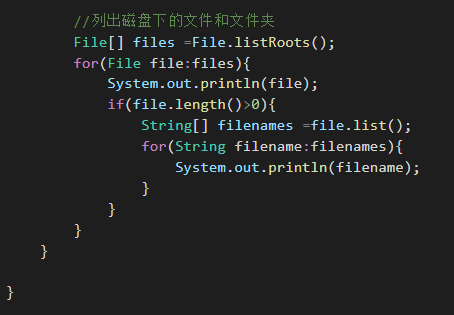 //列出磁盘下的文件和文件夹
File[] files =File.listRoots();
for(File file:files){
System.out.println(file);
if(file.length()>0){
String[] filenames =file.list();
for(String filename:filenames){
System.out.println(filename);
}
}
}
}
}